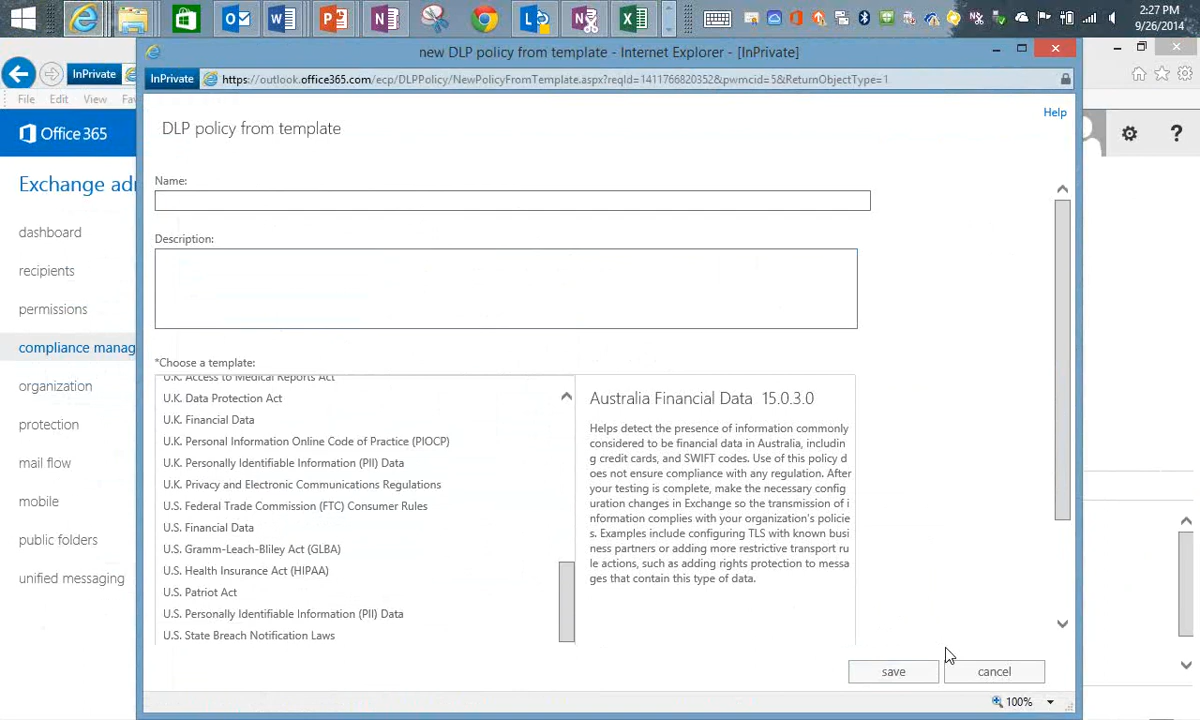 2:27 PM
9/26/2014
new DLP policy from template - Internet Explorer - [InPrivate]
InPrivate
https://outlook.office365.com/ecp/DLPPolicy/NewPolicyFromTemplate.aspx?reqId=1411766820352&pwmcid=5&ReturnObjectType=1
InPrivate
File Edit View Fav
Office 365
?
Exchange adm
dashboard
recipients
permissions
compliance manag
organization
protection
mail flow
mobile
public folders
unified messaging
Help
DLP policy from template
Name:
Description:
*Choose a template:
U.K. Access to Medical Reports Act
U.K. Data Protection Act
U.K. Financial Data
U.K. Personal Information Online Code of Practice (PIOCP)
U.K. Personally Identifiable Information (PII) Data
U.K. Privacy and Electronic Communications Regulations
U.S. Federal Trade Commission (FTC) Consumer Rules
U.S. Financial Data
U.S. Gramm-Leach-Bliley Act (GLBA)
U.S. Health Insurance Act (HIPAA)
U.S. Patriot Act
U.S. Personally Identifiable Information (PII) Data
U.S. State Breach Notification Laws
Australia Financial Data 15.0.3.0
Helps detect the presence of information commonly
considered to be financial data in Australia, includin
g credit cards, and SWIFT codes. Use of this policy d
oes not ensure compliance with any regulation. After
your testing is complete, make the necessary config
uration changes in Exchange so the transmission of i
nformation complies with your organization's policie
s. Examples include configuring TLS with known busi
ness partners or adding more restrictive transport ru
le actions, such as adding rights protection to messa
ges that contain this type of data.
save
cancel
100%